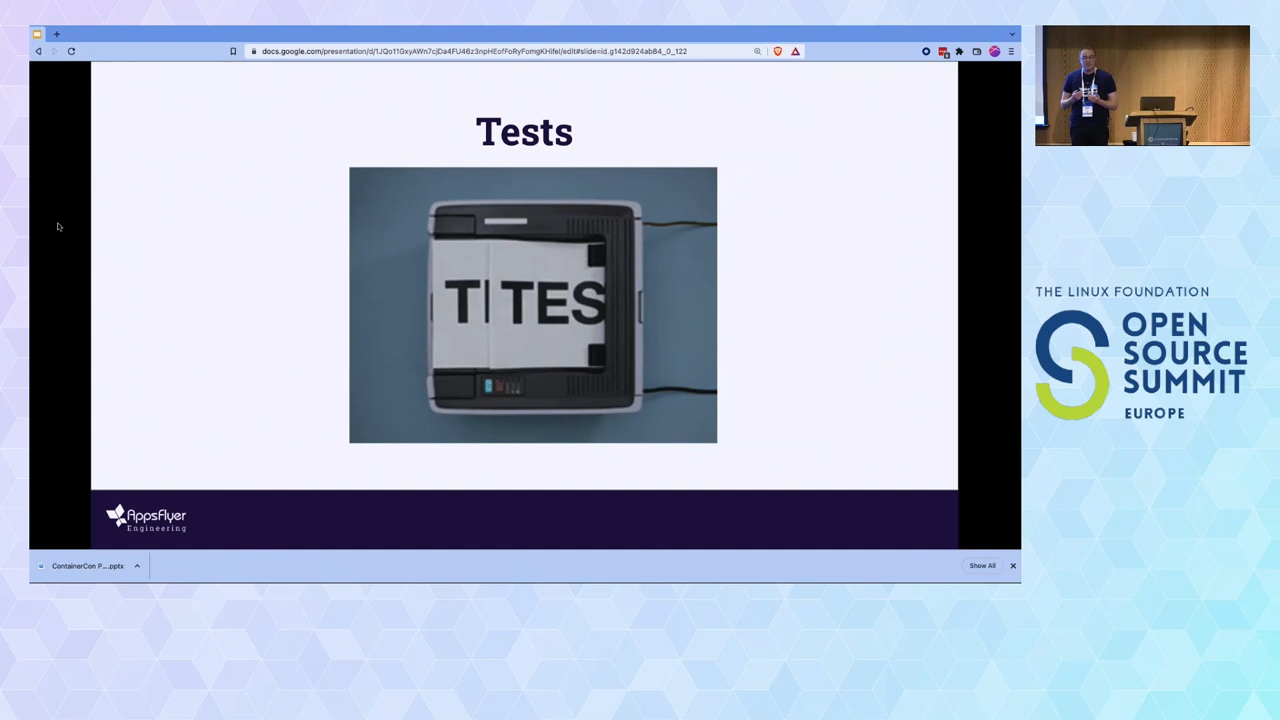 docs.google.com/presentation/d/1JQo11GxyAWn7cjDa4FU46z3npHEofFoRyFomgKHifeI/edit#slide=id.g142d924ab84_0_122
Tests
TI TES
AppsFlyer
Engineering
THE LINUX FOUNDATION
OPEN
SOURCE
SUMMIT
EUROPE
ContainerCon P....pptx
Show All